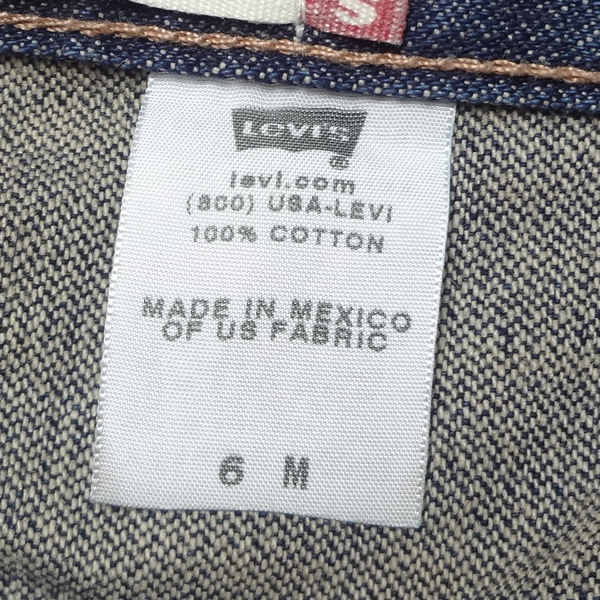 S
LEVI'S
®
levi.com
(800) USA-LEVI
100% COTTON
MADE IN MEXICO
OF US FABRIC
6 M